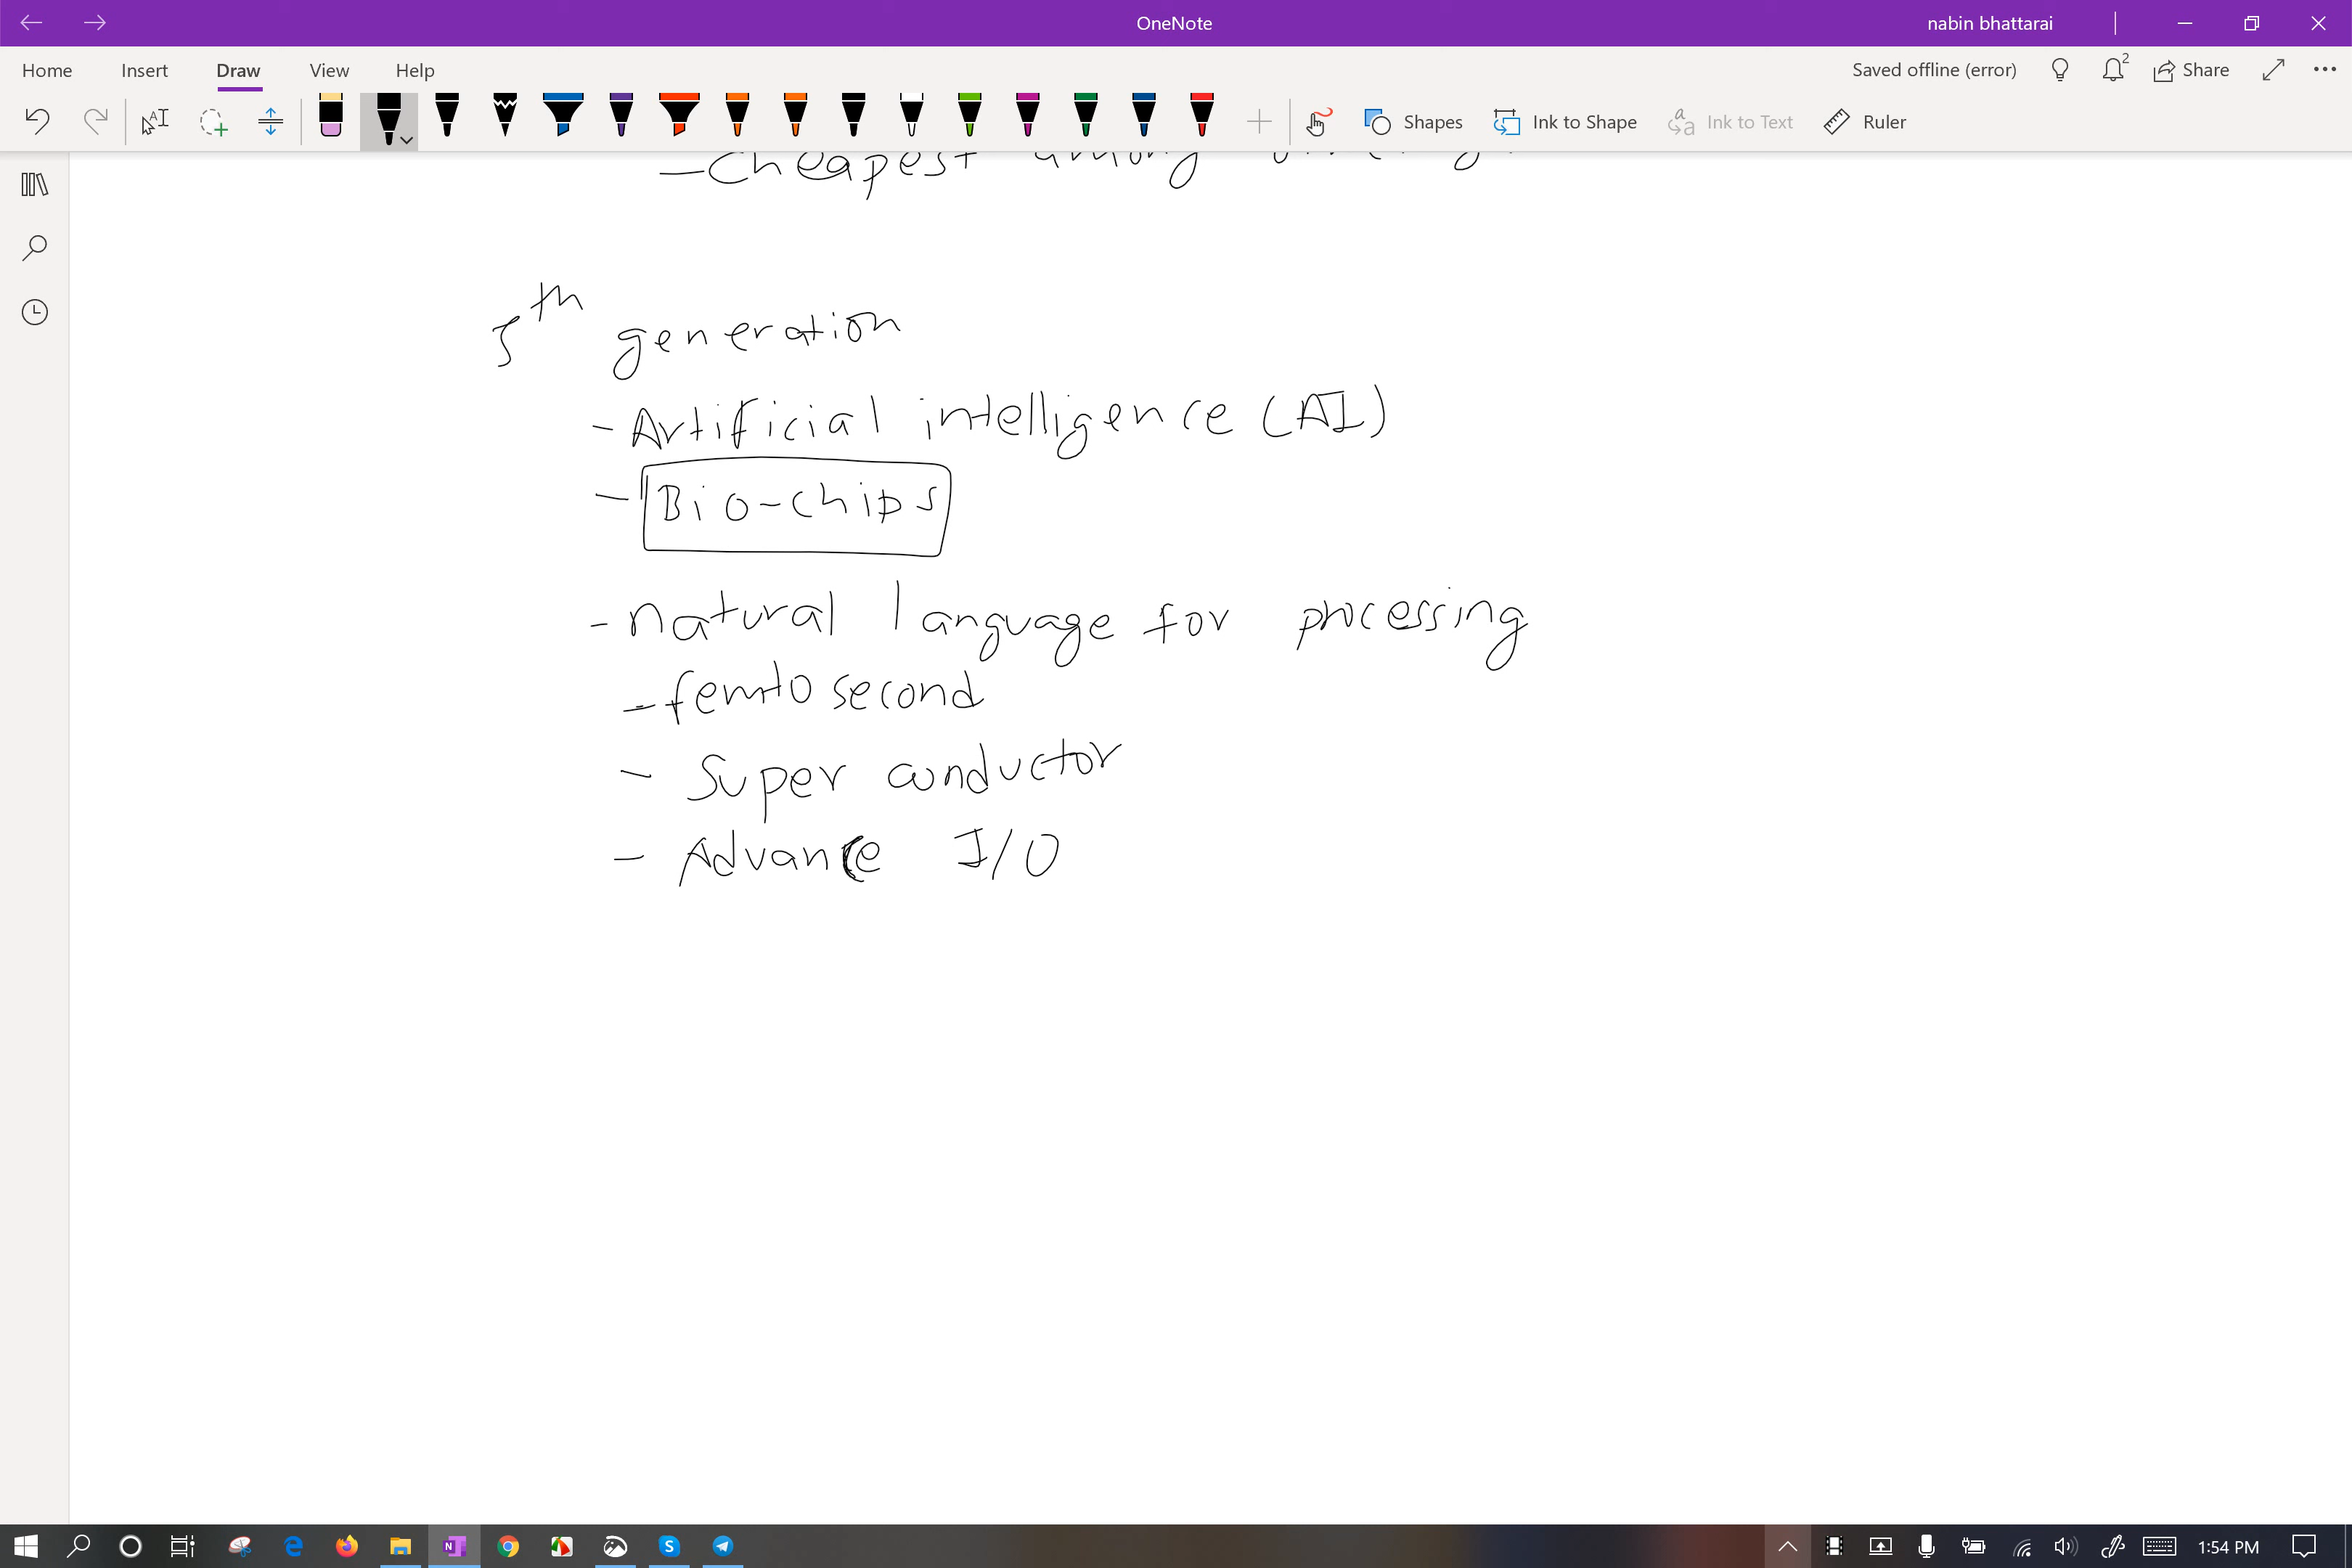 OneNote
nabin bhattarai
Home Insert Draw View Help
Saved offline (error)
2
Share
Shapes
Ink to Shape
Ink to Text
Ruler
- Cheapest among
5th generation
- Artificial intelligence (AI)
- Bio-chips
- natural language for processing
- femto second
- Super conductor
- Advance I/O
1:54 PM